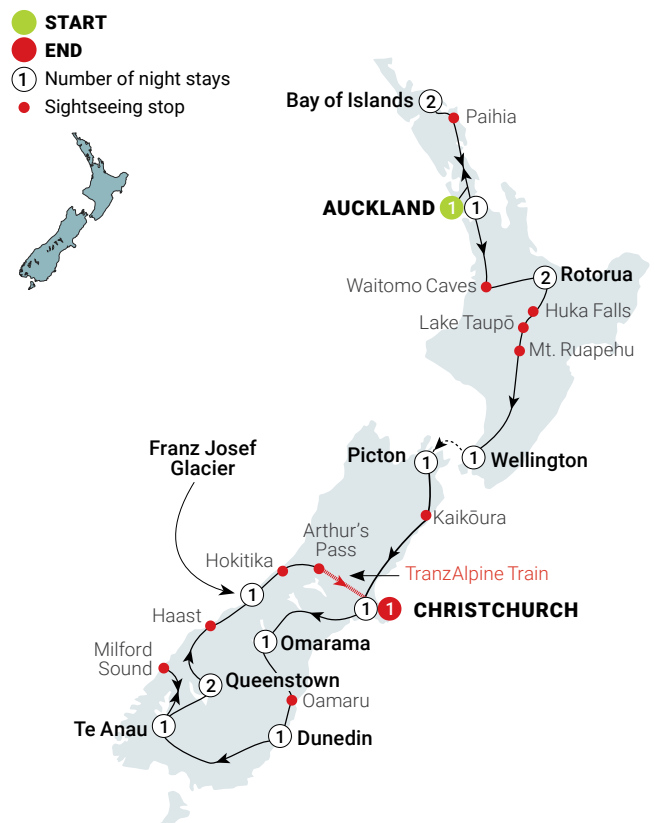 START
END
1 Number of night stays
Sightseeing stop
Bay of Islands 2
Paihia
AUCKLAND 1 1
Waitomo Caves
2 Rotorua
Huka Falls
Lake Taupō
Mt. Ruapehu
Franz Josef
Glacier
Picton 1
1 Wellington
Kaikōura
Arthur's
Pass
Hokitika
TranzAlpine Train
1
1 1 CHRISTCHURCH
Haast
1 Omarama
Milford
Sound
2 Queenstown
Oamaru
Te Anau 1
1 Dunedin